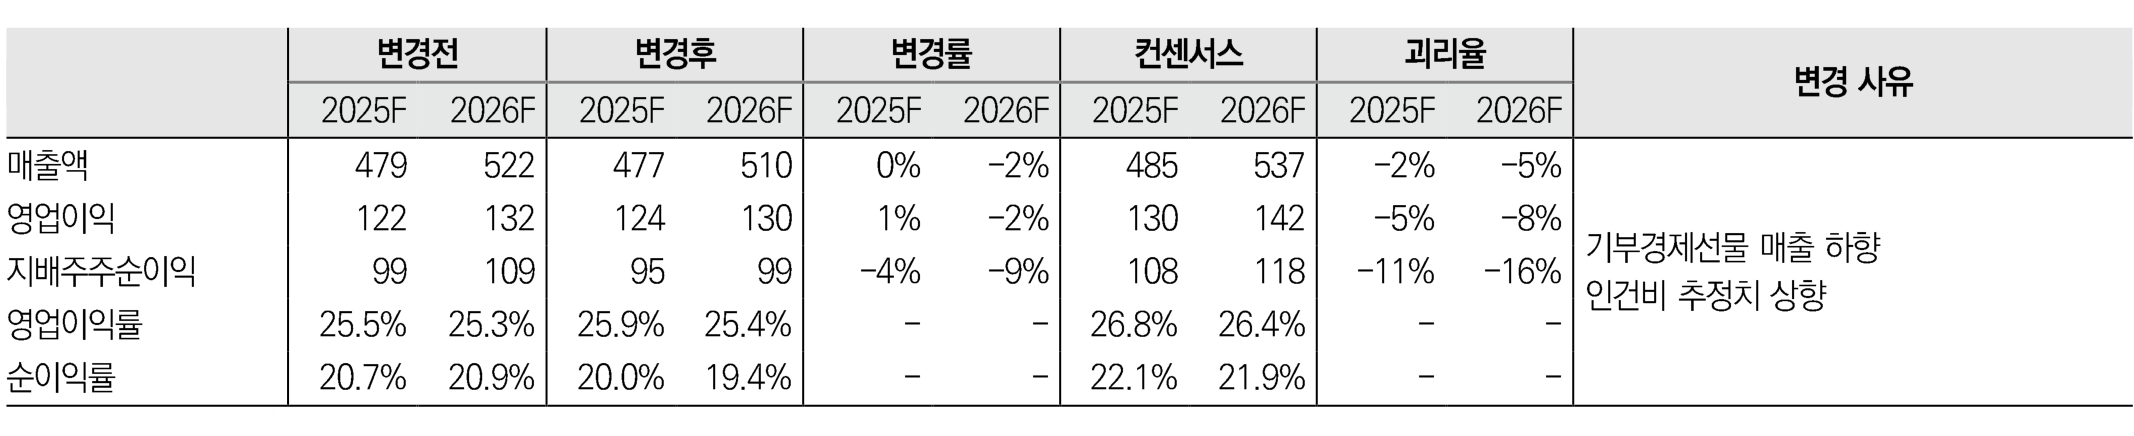 변경전 변경후 변경률 컨센서스 괴리율 변경 사유
2025F 2026F 2025F 2026F 2025F 2026F 2025F 2026F 2025F 2026F
매출액 479 522 477 510 0% -2% 485 537 -2% -5%
영업이익 122 132 124 130 1% -2% 130 142 -5% -8%
지배주주순이익 99 109 95 99 -4% -9% 108 118 -11% -16%
영업이익률 25.5% 25.3% 25.9% 25.4% - - 26.8% 26.4% - -
순이익률 20.7% 20.9% 20.0% 19.4% - - 22.1% 21.9% - -
기부경제선물 매출 하향
인건비 추정치 상향